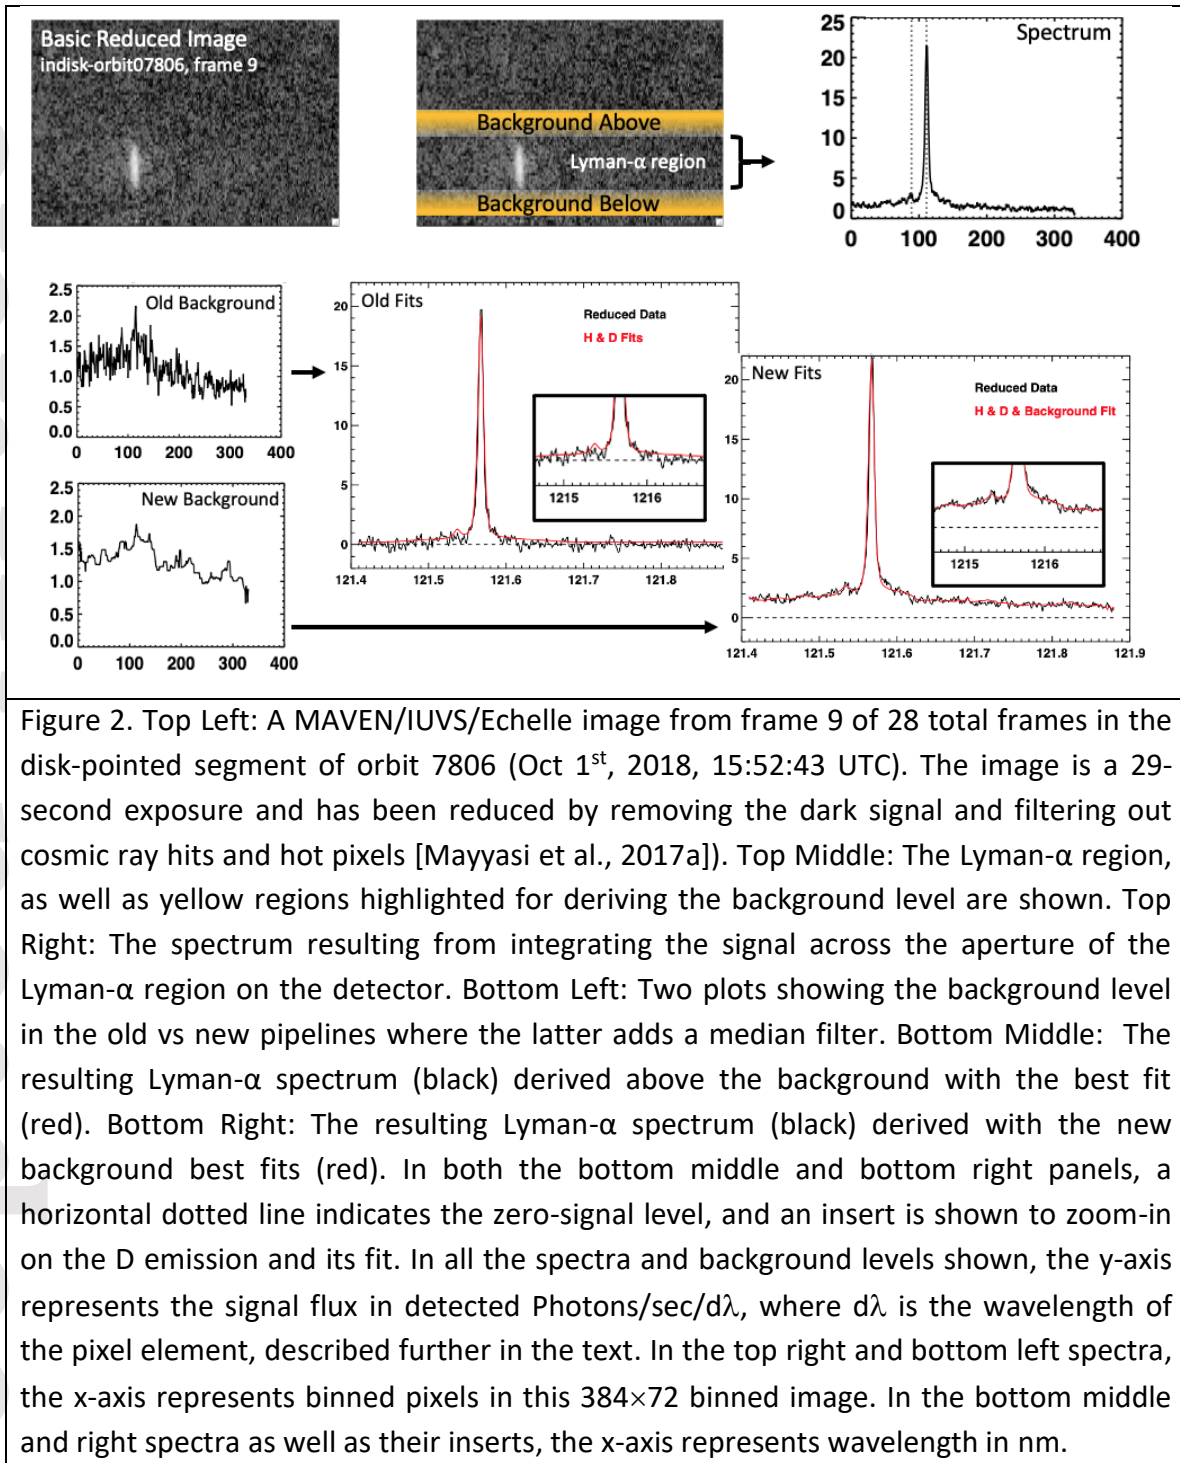 Basic Reduced Image
indisk-orbit07806, frame 9
Background Above
Lyman-α region
Background Below
Spectrum
25
20
15
10
5
0
0 100 200 300 400
Old Background
2.5
2.0
1.5
1.0
0.5
0.0
0 100 200 300 400
New Background
2.5
2.0
1.5
1.0
0.5
0.0
0 100 200 300 400
Old Fits
Reduced Data
H & D Fits
20
15
10
5
0
1215 1216
121.4 121.5 121.6 121.7 121.8
New Fits
Reduced Data
H & D & Background Fit
20
15
10
5
0
1215 1216
121.4 121.5 121.6 121.7 121.8 121.9
Figure 2. Top Left: A MAVEN/IUVS/Echelle image from frame 9 of 28 total frames in the
disk-pointed segment of orbit 7806 (Oct 1st, 2018, 15:52:43 UTC). The image is a 29-
second exposure and has been reduced by removing the dark signal and filtering out
cosmic ray hits and hot pixels [Mayyasi et al., 2017a]). Top Middle: The Lyman-α region,
as well as yellow regions highlighted for deriving the background level are shown. Top
Right: The spectrum resulting from integrating the signal across the aperture of the
Lyman-α region on the detector. Bottom Left: Two plots showing the background level
in the old vs new pipelines where the latter adds a median filter. Bottom Middle: The
resulting Lyman-α spectrum (black) derived above the background with the best fit
(red). Bottom Right: The resulting Lyman-α spectrum (black) derived with the new
background best fits (red). In both the bottom middle and bottom right panels, a
horizontal dotted line indicates the zero-signal level, and an insert is shown to zoom-in
on the D emission and its fit. In all the spectra and background levels shown, the y-axis
represents the signal flux in detected Photons/sec/dλ, where dλ is the wavelength of
the pixel element, described further in the text. In the top right and bottom left spectra,
the x-axis represents binned pixels in this 384×72 binned image. In the bottom middle
and right spectra as well as their inserts, the x-axis represents wavelength in nm.